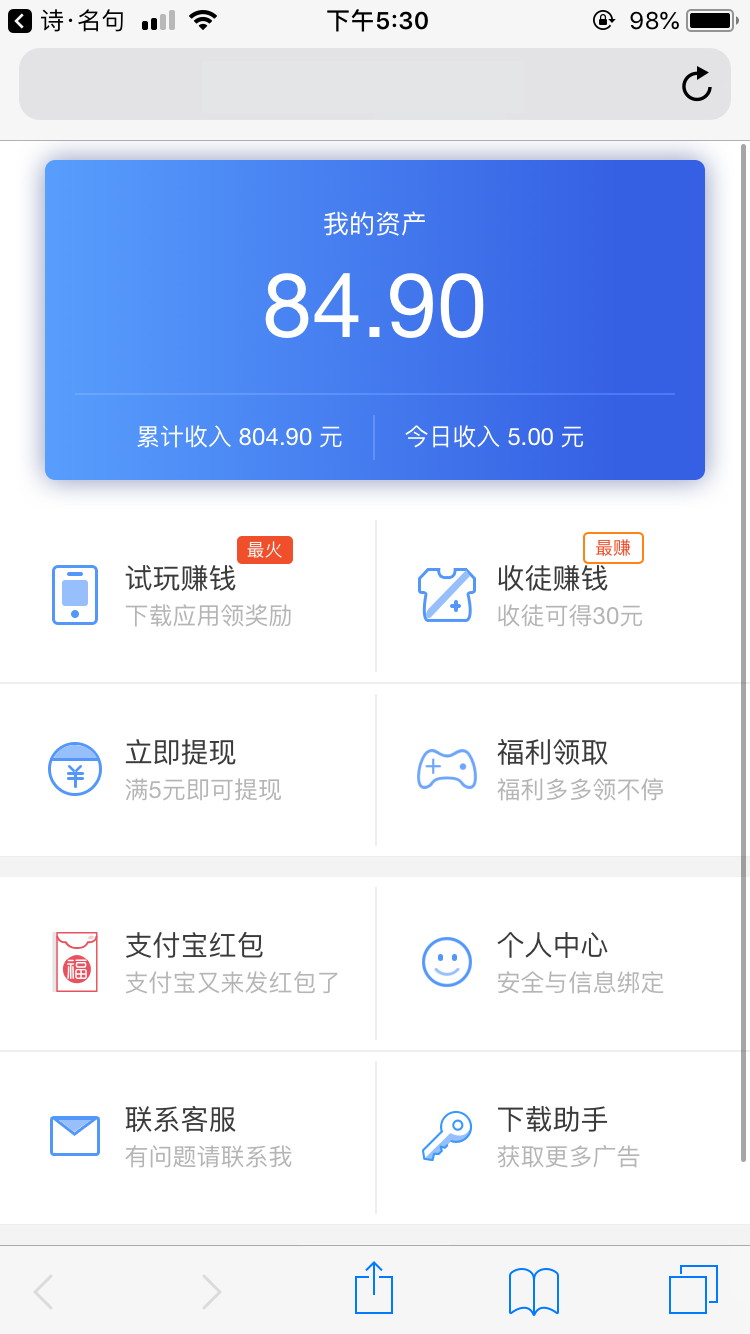 诗·名句 下午5:30 98%
我的资产
84.90
累计收入 804.90 元 今日收入 5.00 元
最火 最赚
试玩赚钱 收徒赚钱
下载应用领奖励 收徒可得30元
立即提现 福利领取
满5元即可提现 福利多多领不停
福
支付宝红包 个人中心
支付宝又来发红包了 安全与信息绑定
联系客服 下载助手
有问题请联系我 获取更多广告